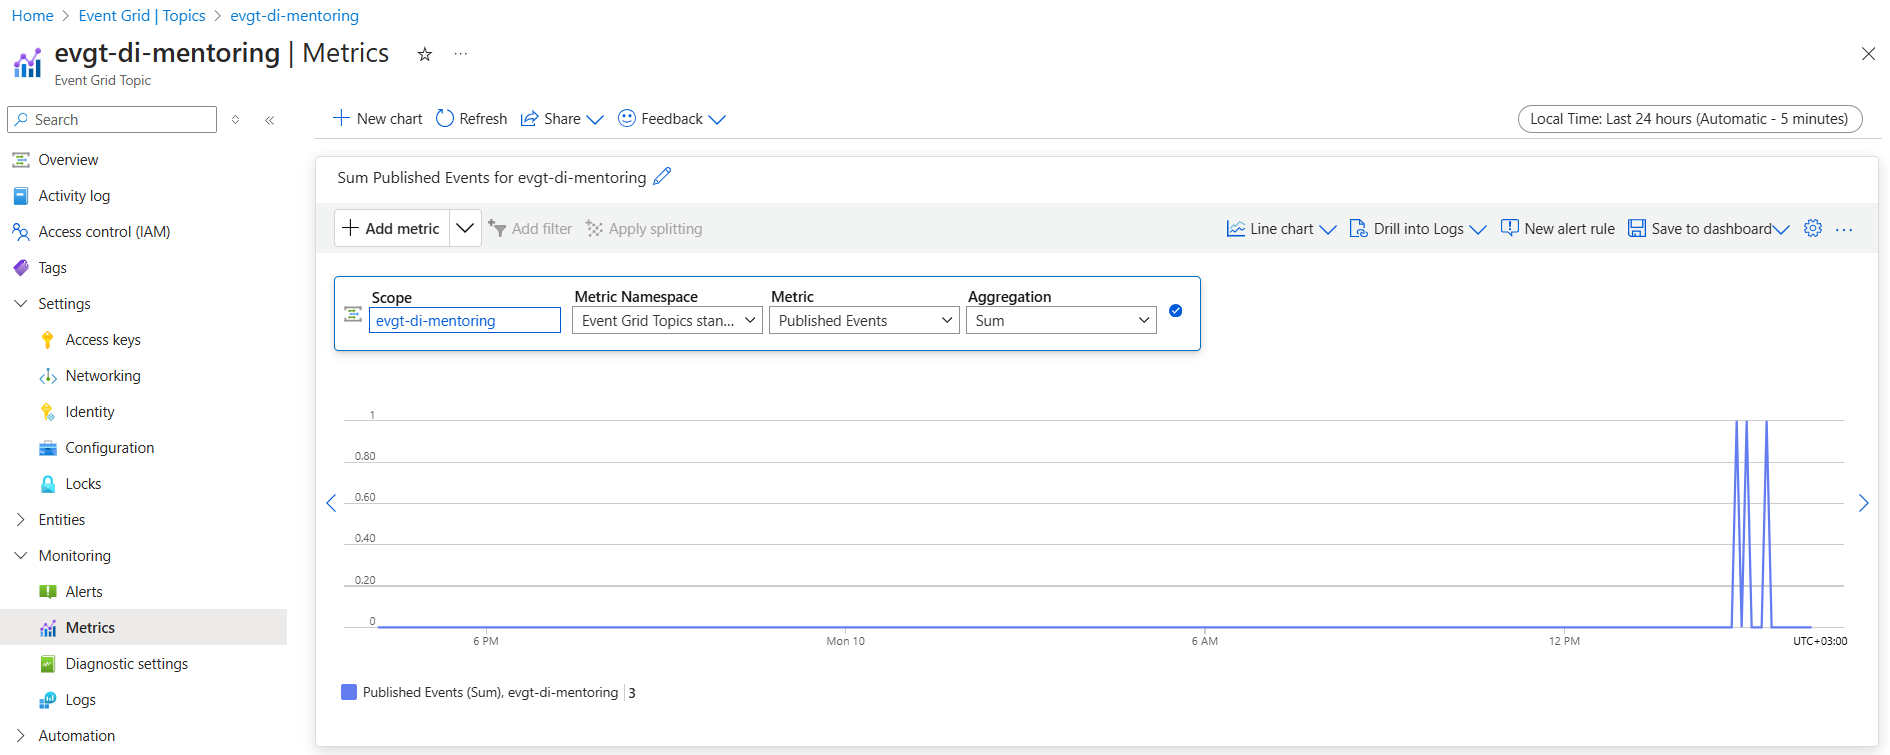 Home > Event Grid | Topics > evgt-di-mentoring
evgt-di-mentoring | Metrics
Event Grid Topic
Search
Overview
Activity log
Access control (IAM)
Tags
Settings
Access keys
Networking
Identity
Configuration
Locks
Entities
Monitoring
Alerts
Metrics
Diagnostic settings
Logs
Automation
New chart Refresh Share Feedback
Local Time: Last 24 hours (Automatic - 5 minutes)
Sum Published Events for evgt-di-mentoring
Add metric Add filter Apply splitting
Line chart Drill into Logs New alert rule Save to dashboard
Scope Metric Namespace Metric Aggregation
evgt-di-mentoring Event Grid Topics stan... Published Events Sum
1
0.80
0.60
0.40
0.20
0
6 PM Mon 10 6 AM 12 PM UTC+03:00
Published Events (Sum), evgt-di-mentoring | 3